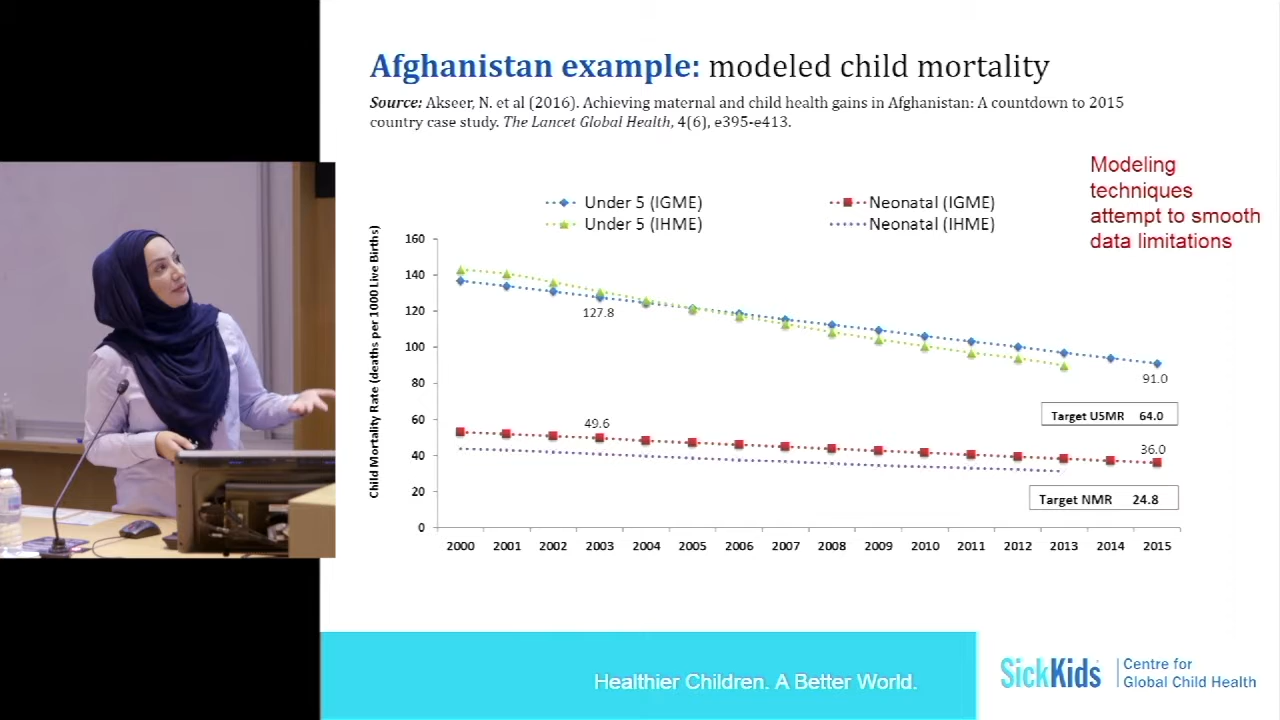 Afghanistan example: modeled child mortality
Source: Akseer, N. et al (2016). Achieving maternal and child health gains in Afghanistan: A countdown to 2015
country case study. The Lancet Global Health, 4(6), e395-e413.
Modeling
techniques
attempt to smooth
data limitations
Under 5 (IGME)
Neonatal (IGME)
Under 5 (IHME)
Neonatal (IHME)
Child Mortality Rate (deaths per 1000 Live Births)
160
140
120
100
80
60
40
20
0
127.8
91.0
Target U5MR 64.0
49.6
36.0
Target NMR 24.8
2000 2001 2002 2003 2004 2005 2006 2007 2008 2009 2010 2011 2012 2013 2014 2015
Healthier Children. A Better World.
SickKids
Centre for
Global Child Health